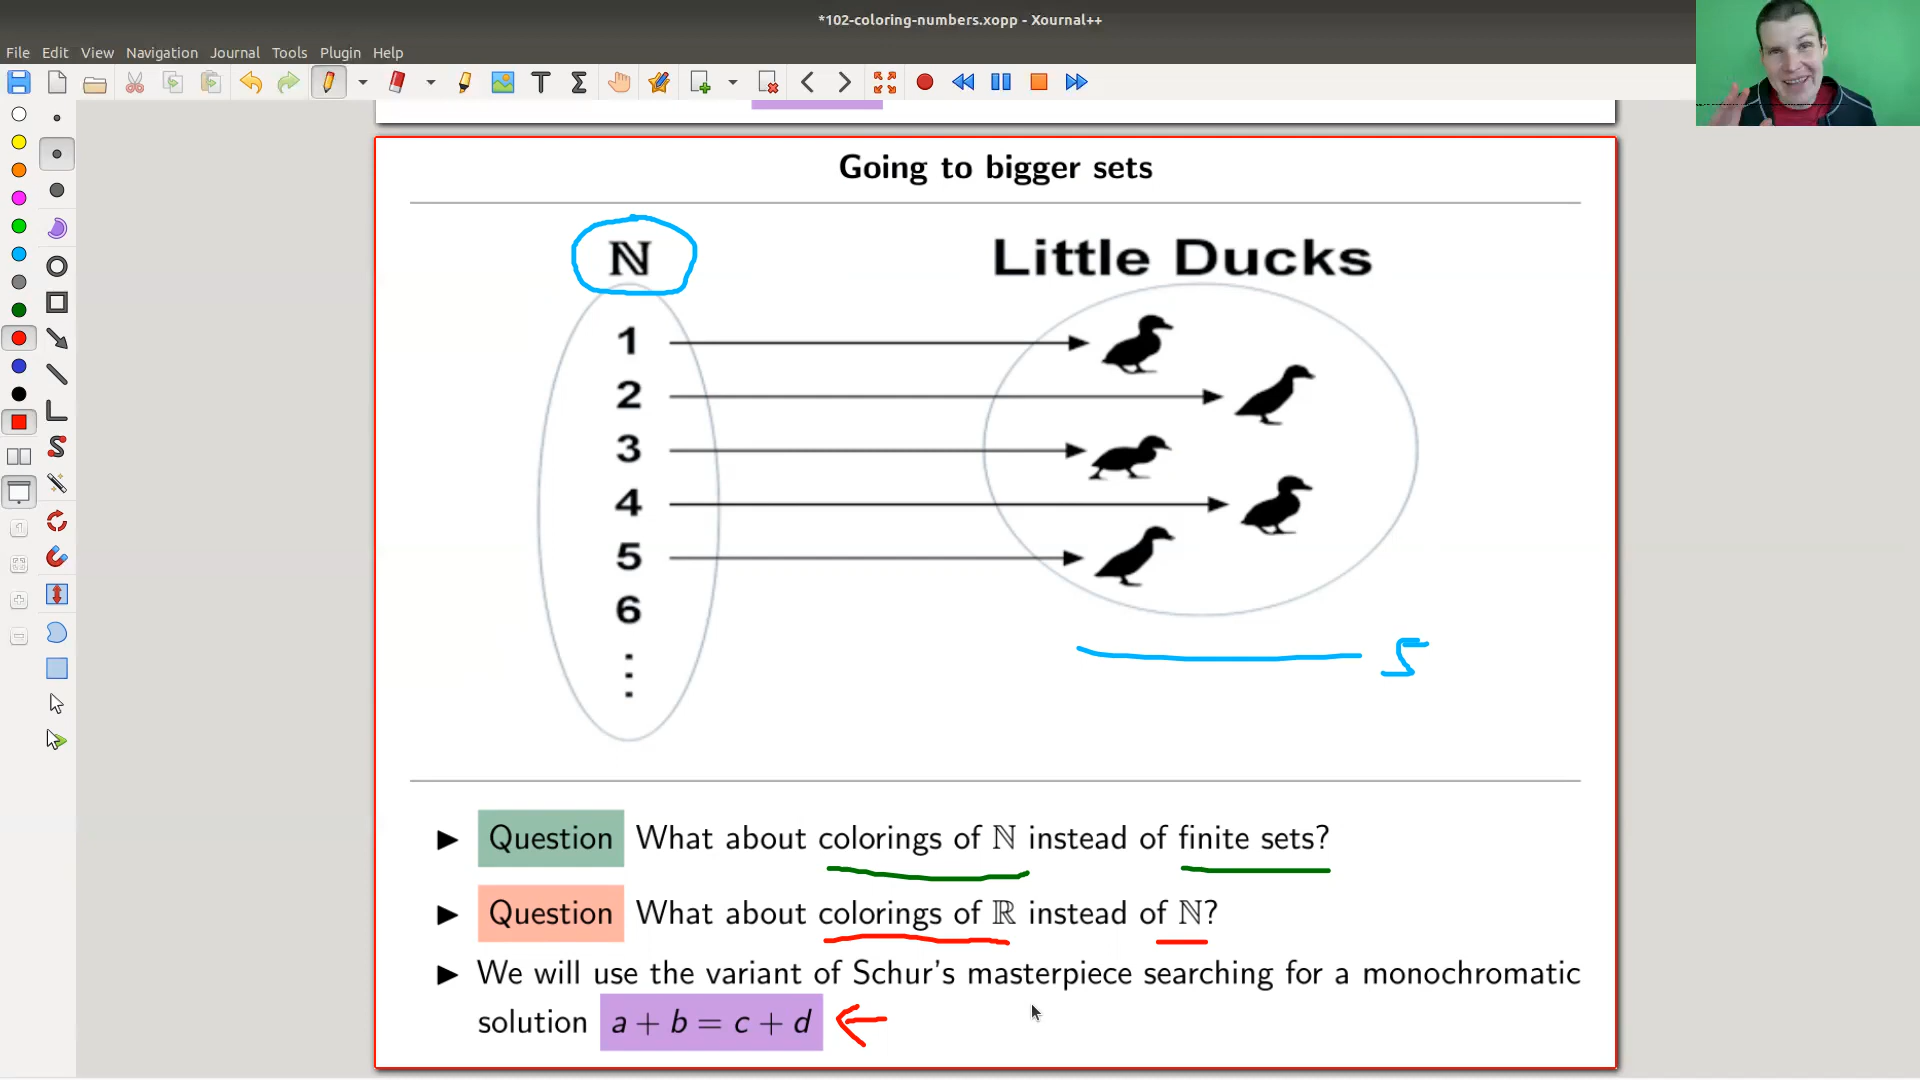 *102-coloring-numbers.xopp - Xournal++
File Edit View Navigation Journal Tools Plugin Help
Going to bigger sets
ℕ Little Ducks
1
2
3
4
5
6
⋮
5
▶ Question What about colorings of ℕ instead of finite sets?
▶ Question What about colorings of ℝ instead of ℕ?
▶ We will use the variant of Schur's masterpiece searching for a monochromatic
solution a + b = c + d